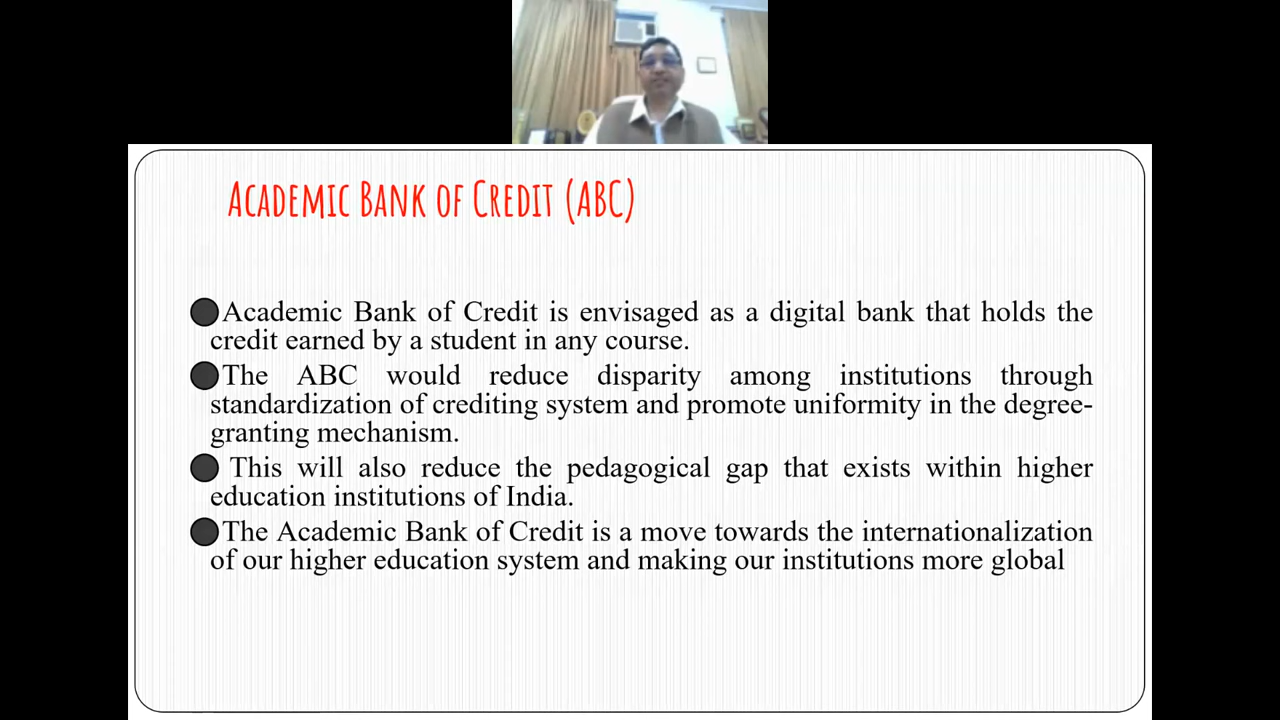 ACADEMIC BANK OF CREDIT (ABC)
Academic Bank of Credit is envisaged as a digital bank that holds the
credit earned by a student in any course.
The ABC would reduce disparity among institutions through
standardization of crediting system and promote uniformity in the degree-
granting mechanism.
This will also reduce the pedagogical gap that exists within higher
education institutions of India.
The Academic Bank of Credit is a move towards the internationalization
of our higher education system and making our institutions more global